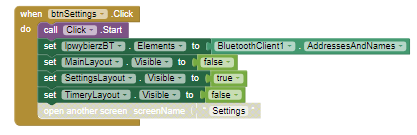 when btnSettings .Click
do call Click .Start
set lpwybierzBT . Elements to BluetoothClient1 . AddressesAndNames
set MainLayout . Visible to false
set SettingsLayout . Visible to true
set TimeryLayout . Visible to false
open another screen screenName " Settings "